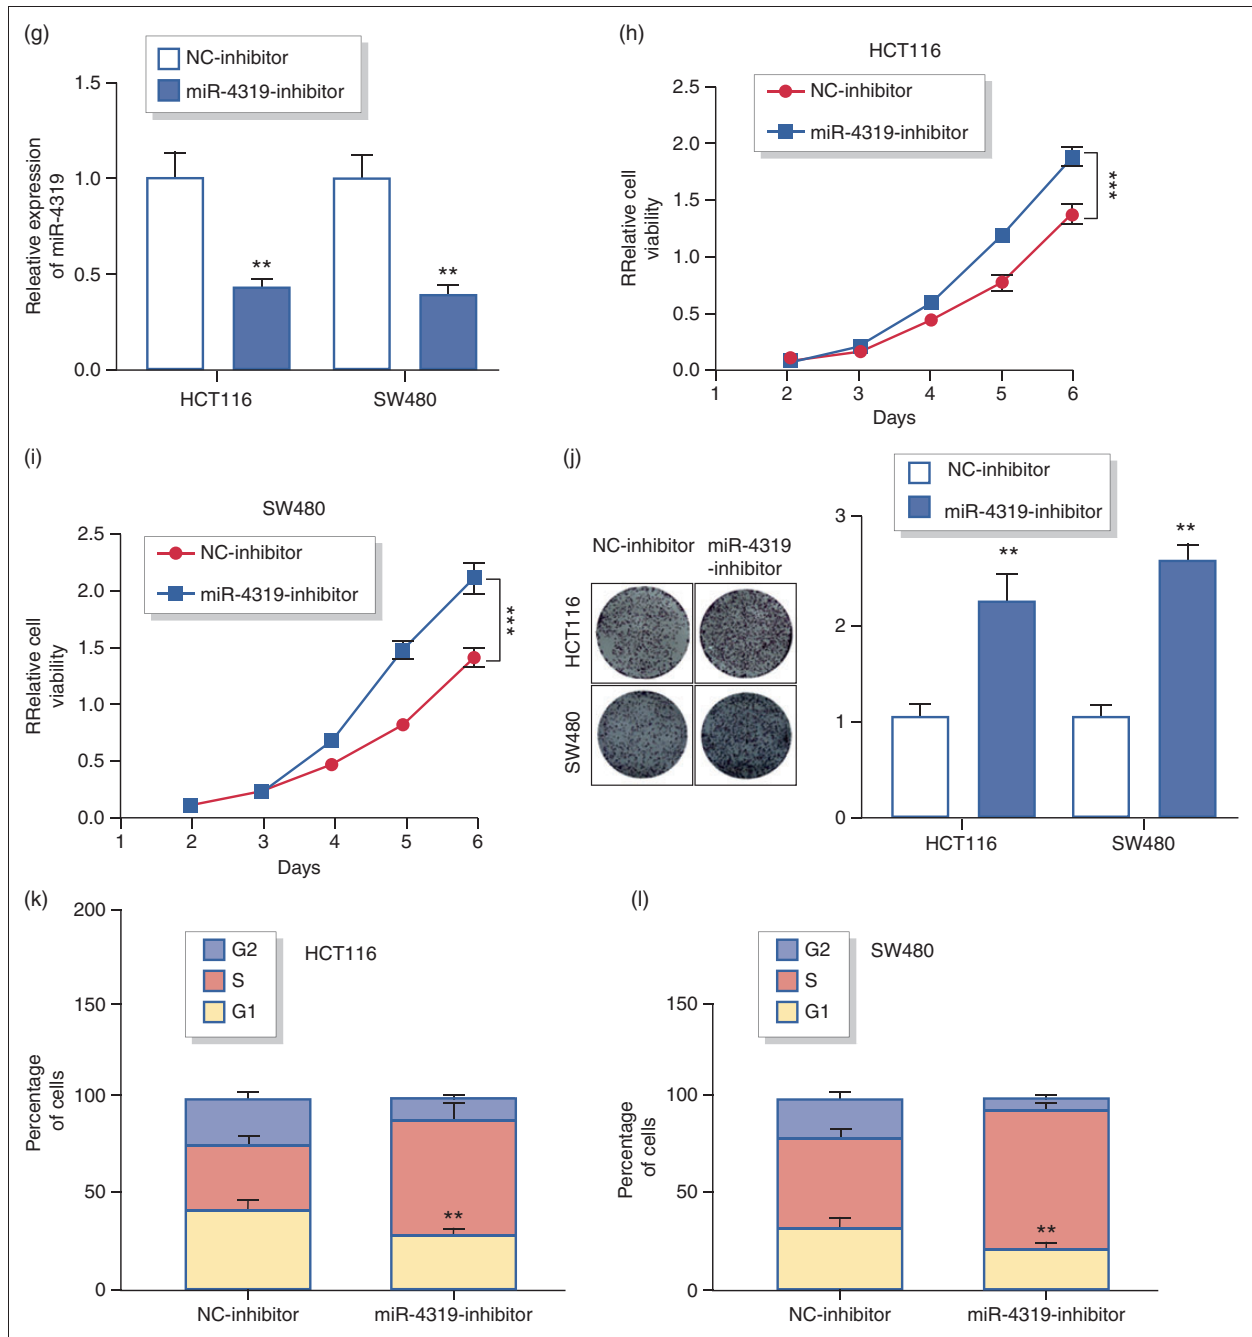 (g)
NC-inhibitor
miR-4319-inhibitor
Releative expression
of miR-4319
1.5
1.0
0.5
0.0
**
**
HCT116
SW480
(h)
HCT116
NC-inhibitor
miR-4319-inhibitor
RRelative cell
viability
2.5
2.0
1.5
1.0
0.5
0.0
***
1 2 3 4 5 6
Days
(i)
SW480
NC-inhibitor
miR-4319-inhibitor
RRelative cell
viability
2.5
2.0
1.5
1.0
0.5
0.0
***
1 2 3 4 5 6
Days
(j)
NC-inhibitor
miR-4319
-inhibitor
HCT116
SW480
NC-inhibitor
miR-4319-inhibitor
3
2
1
0
**
**
HCT116
SW480
(k)
HCT116
G2
S
G1
Percentage
of cells
200
150
100
50
0
**
NC-inhibitor
miR-4319-inhibitor
(l)
SW480
G2
S
G1
Percentage
of cells
150
100
50
0
**
NC-inhibitor
miR-4319-inhibitor